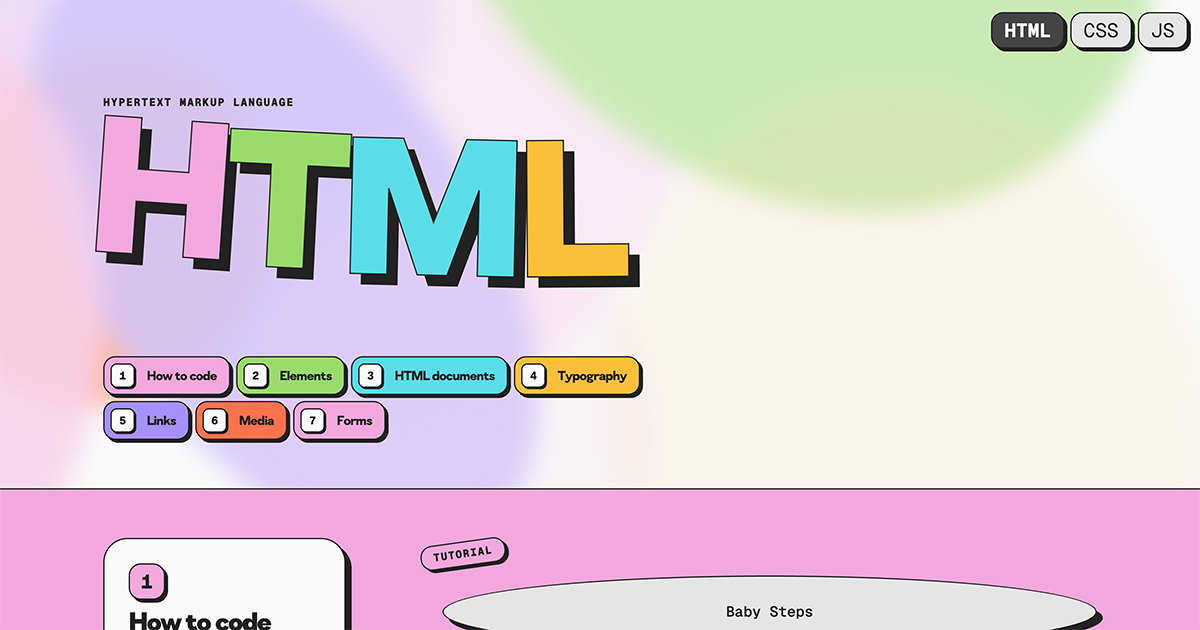 HTML CSS JS
HYPERTEXT MARKUP LANGUAGE
HTML
1 How to code 2 Elements 3 HTML documents 4 Typography
5 Links 6 Media 7 Forms
TUTORIAL
1
Baby Steps
How to code